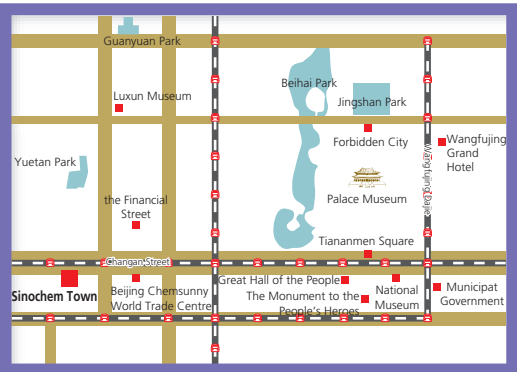 Guanyuan Park
Beihai Park
Luxun Museum
Jingshan Park
Forbidden City
Wangfujing
Grand
Hotel
Wangfujing Dajie
Yuetan Park
Palace Museum
the Financial
Street
Tiananmen Square
Changan Street
Sinochem Town
Beijing Chemsunny
World Trade Centre
Great Hall of the People
The Monument to the
People's Heroes
National
Museum
Municipat
Government